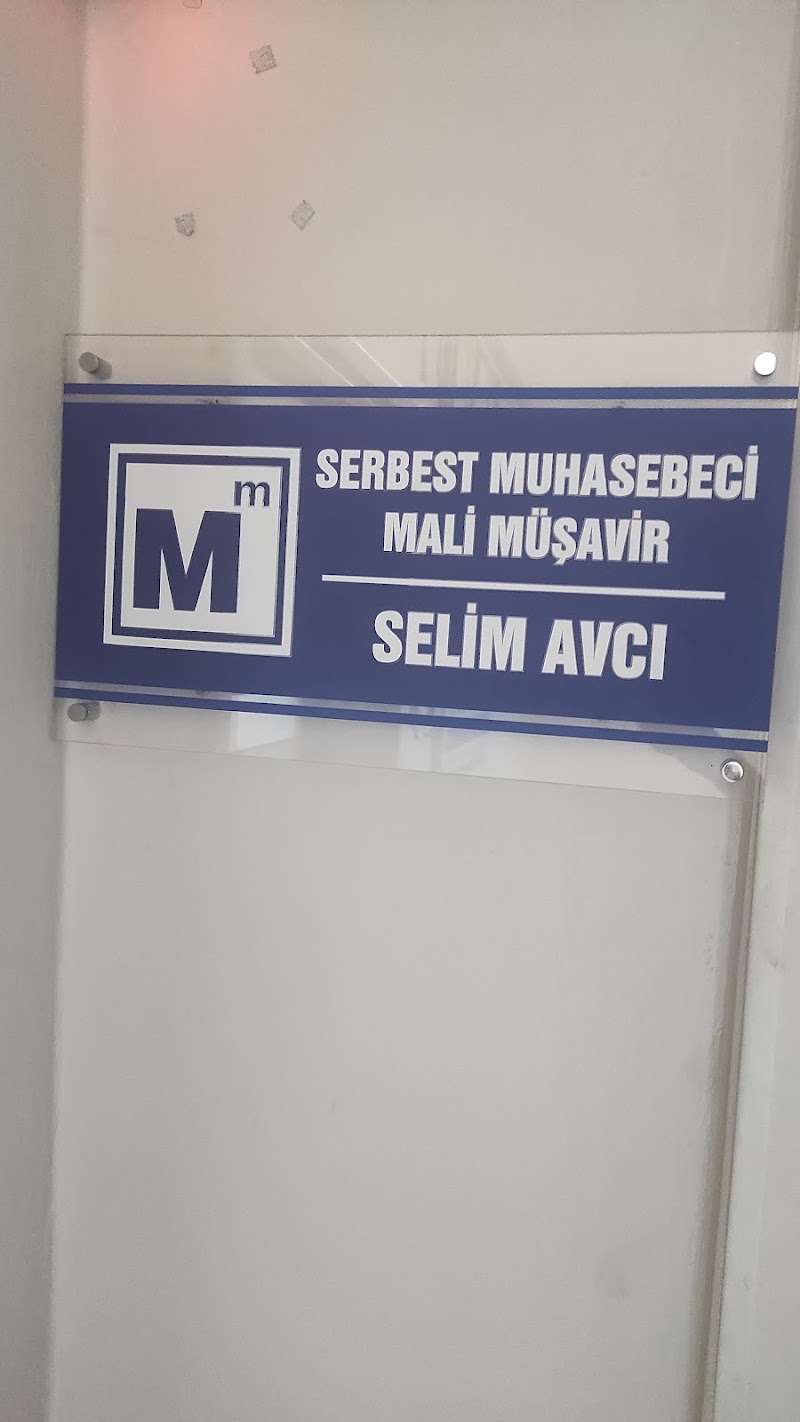 Mm
SERBEST MUHASEBECİ
MALİ MÜŞAVİR
SELİM AVCI